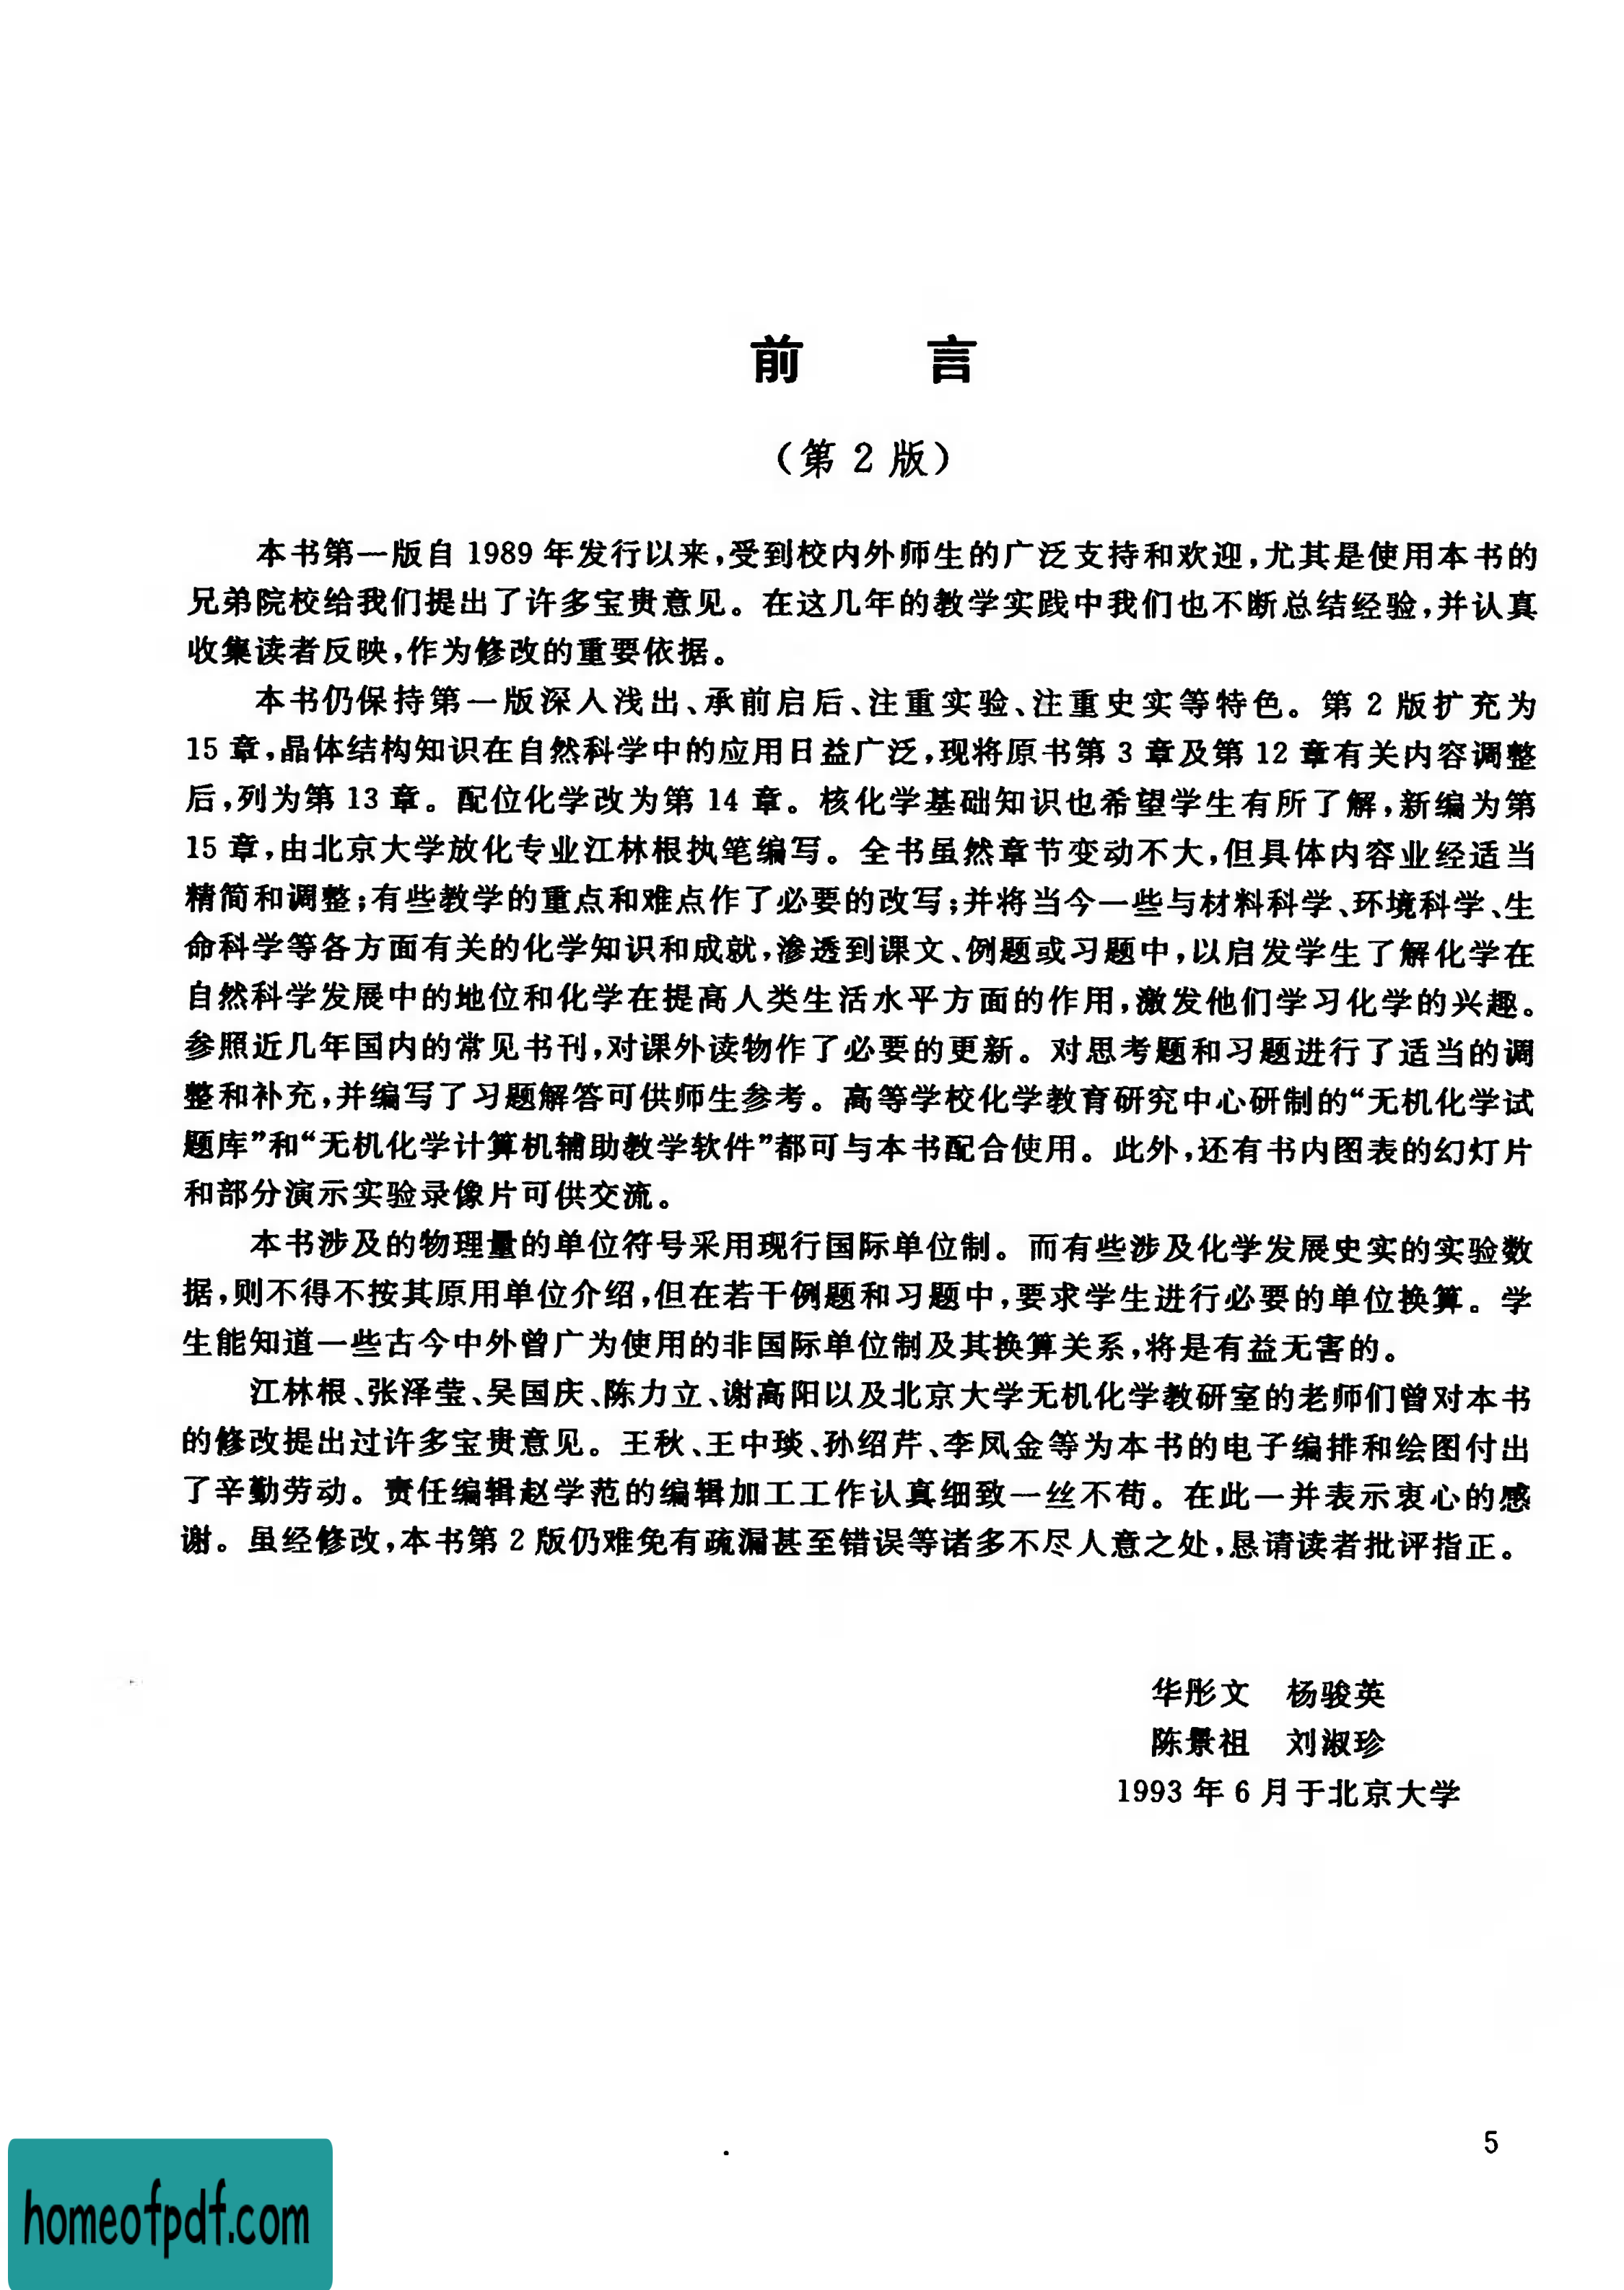 前 言
（第 2 版）
本书第一版自 1989 年发行以来，受到校内外师生的广泛支持和欢迎，尤其是使用本书的
兄弟院校给我们提出了许多宝贵意见。在这几年的教学实践中我们也不断总结经验，并认真
收集读者反映，作为修改的重要依据。
本书仍保持第一版深人浅出、承前启后、注重实验、注重史实等特色。第 2 版扩充为
15 章，晶体结构知识在自然科学中的应用日益广泛，现将原书第 3 章及第 12 章有关内容调整
后，列为第 13 章。配位化学改为第 14 章。核化学基础知识也希望学生有所了解，新编为第
15 章，由北京大学放化专业江林根执笔编写。全书虽然章节变动不大，但具体内容业经适当
精简和调整；有些教学的重点和难点作了必要的改写；并将当今一些与材料科学、环境科学、生
命科学等各方面有关的化学知识和成就，渗透到课文、例题或习题中，以启发学生了解化学在
自然科学发展中的地位和化学在提高人类生活水平方面的作用，激发他们学习化学的兴趣。
参照近几年国内的常见书刊，对课外读物作了必要的更新。对思考题和习题进行了适当的调
整和补充，并编写了习题解答可供师生参考。高等学校化学教育研究中心研制的“无机化学试
题库”和“无机化学计算机辅助教学软件”都可与本书配合使用。此外，还有书内图表的幻灯片
和部分演示实验录像片可供交流。
本书涉及的物理量的单位符号采用现行国际单位制。而有些涉及化学发展史实的实验数
据，则不得不按其原用单位介绍，但在若干例题和习题中，要求学生进行必要的单位换算。学
生能知道一些古今中外曾广为使用的非国际单位制及其换算关系，将是有益无害的。
江林根、张泽莹、吴国庆、陈力立、谢高阳以及北京大学无机化学教研室的老师们曾对本书
的修改提出过许多宝贵意见。王秋、王中琰、孙绍芹、李凤金等为本书的电子编排和绘图付出
了辛勤劳动。责任编辑赵学范的编辑加工工作认真细致一丝不苟。在此一并表示衷心的感
谢。虽经修改，本书第 2 版仍难免有疏漏甚至错误等诸多不尽人意之处，恳请读者批评指正。
华彤文 杨骏英
陈景祖 刘淑珍
1993 年 6 月于北京大学
5
homeofpdf.com